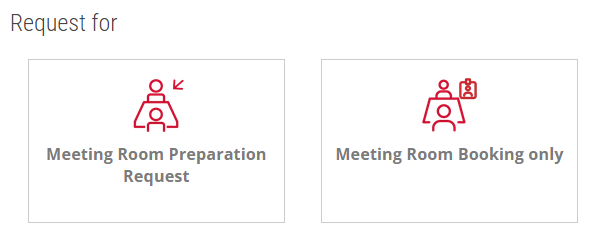 Request for
Meeting Room Preparation
Request
Meeting Room Booking only